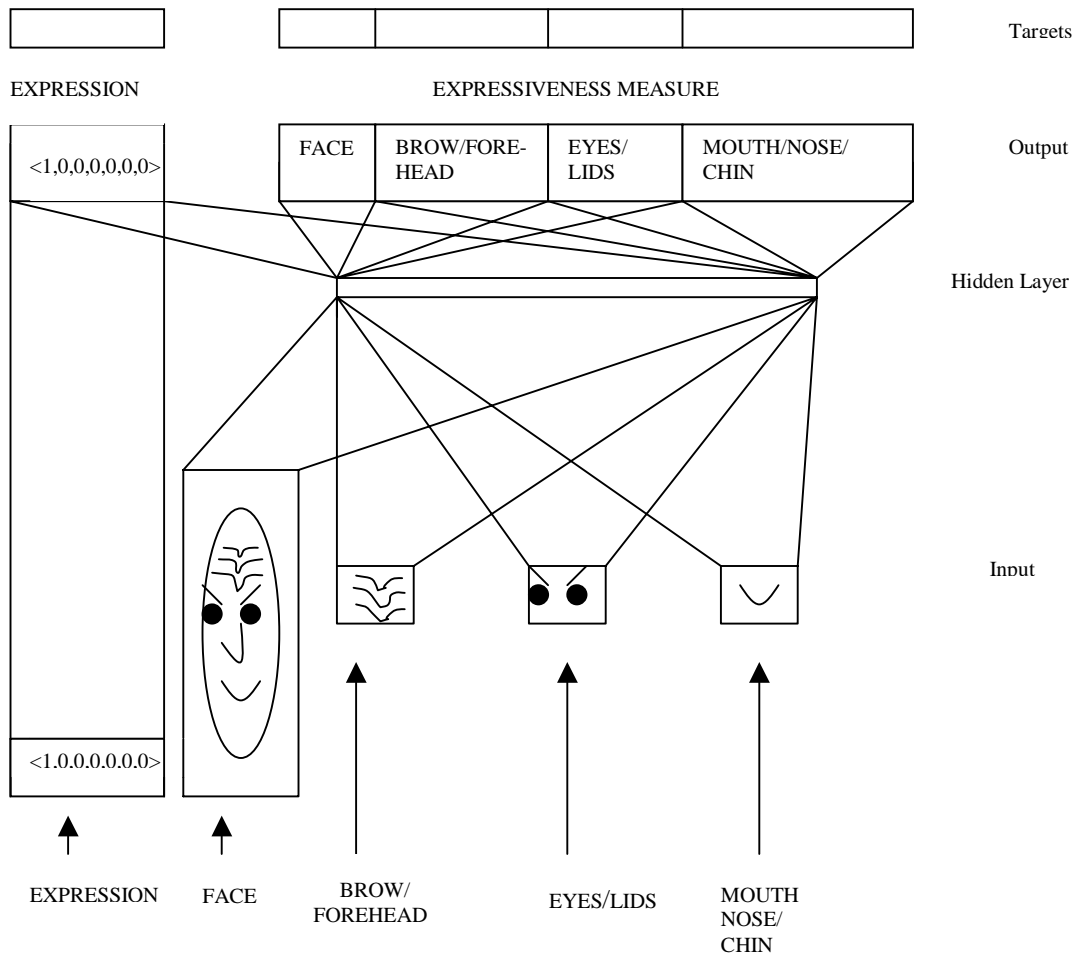 Targets
EXPRESSION
EXPRESSIVENESS MEASURE
<1,0,0,0,0,0,0>
FACE
BROW/FORE-
HEAD
EYES/
LIDS
MOUTH/NOSE/
CHIN
Output
Hidden Layer
Input
<1,0,0,0,0,0,0>
EXPRESSION
FACE
BROW/
FOREHEAD
EYES/LIDS
MOUTH
NOSE/
CHIN